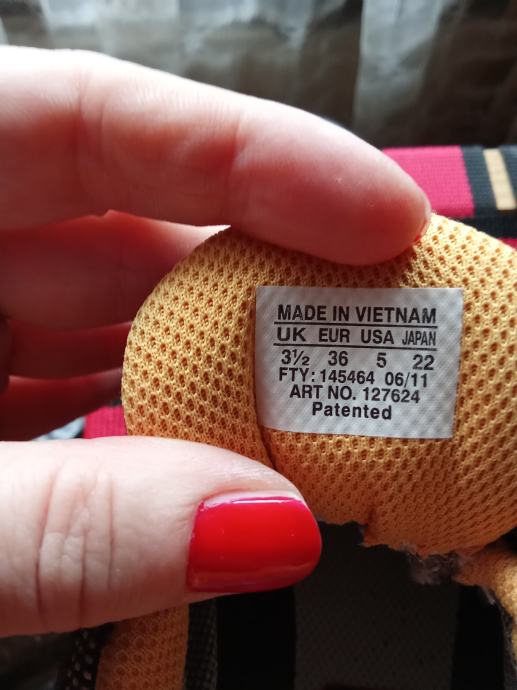 MADE IN VIETNAM
UK EUR USA JAPAN
3½ 36 5 22
FTY: 145464 06/11
ART NO. 127624
Patented